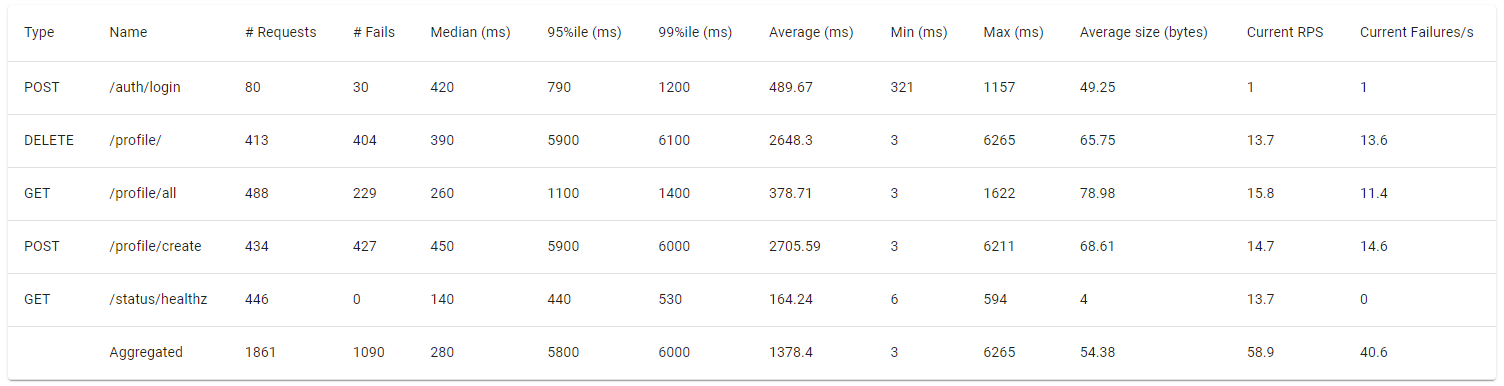 Type Name # Requests # Fails Median (ms) 95%ile (ms) 99%ile (ms) Average (ms) Min (ms) Max (ms) Average size (bytes) Current RPS Current Failures/s
POST /auth/login 80 30 420 790 1200 489.67 321 1157 49.25 1 1
DELETE /profile/ 413 404 390 5900 6100 2648.3 3 6265 65.75 13.7 13.6
GET /profile/all 488 229 260 1100 1400 378.71 3 1622 78.98 15.8 11.4
POST /profile/create 434 427 450 5900 6000 2705.59 3 6211 68.61 14.7 14.6
GET /status/healthz 446 0 140 440 530 164.24 6 594 4 13.7 0
Aggregated 1861 1090 280 5800 6000 1378.4 3 6265 54.38 58.9 40.6